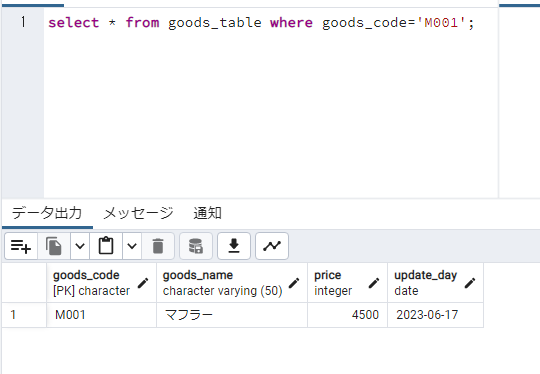 1 select * from goods_table where goods_code='M001';
データ出力 メッセージ 通知
goods_code goods_name price update_day
[PK] character character varying (50) integer date
1 M001 マフラー 4500 2023-06-17